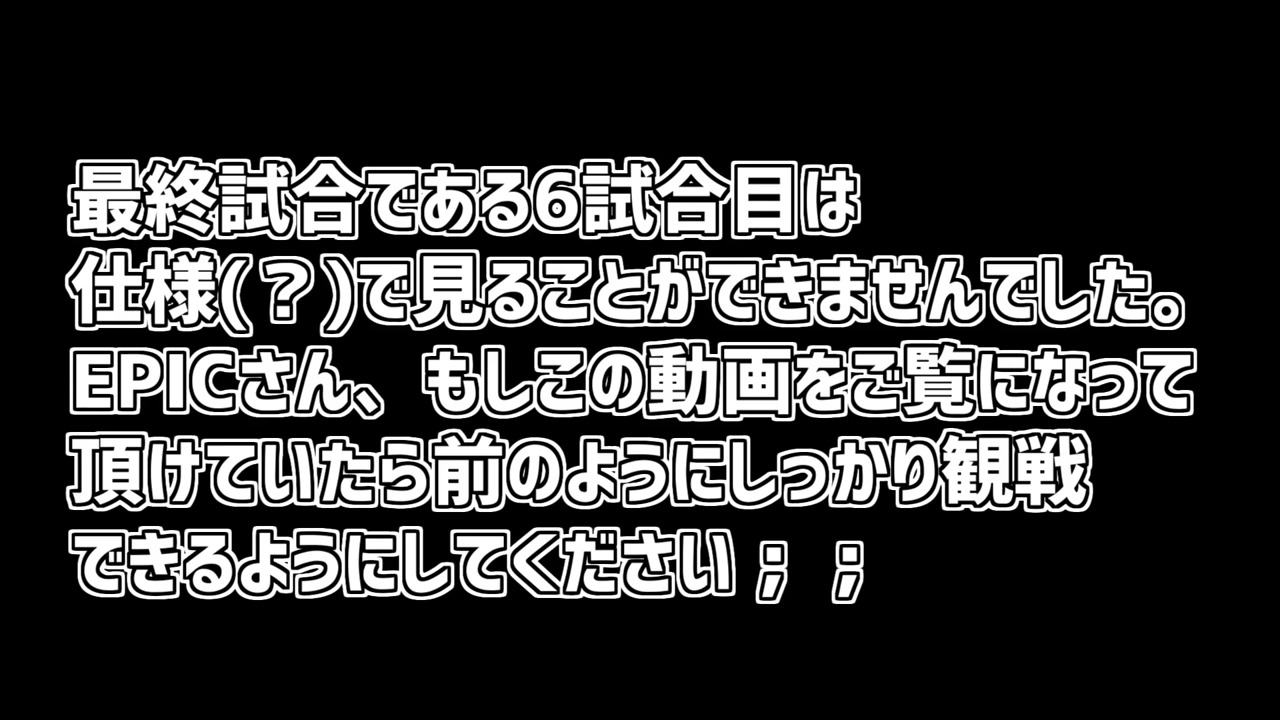 最終試合である6試合目は
仕様(？)で見ることができませんでした。
EPICさん、もしこの動画をご覧になって
頂けていたら前のようにしっかり観戦
できるようにしてください；；